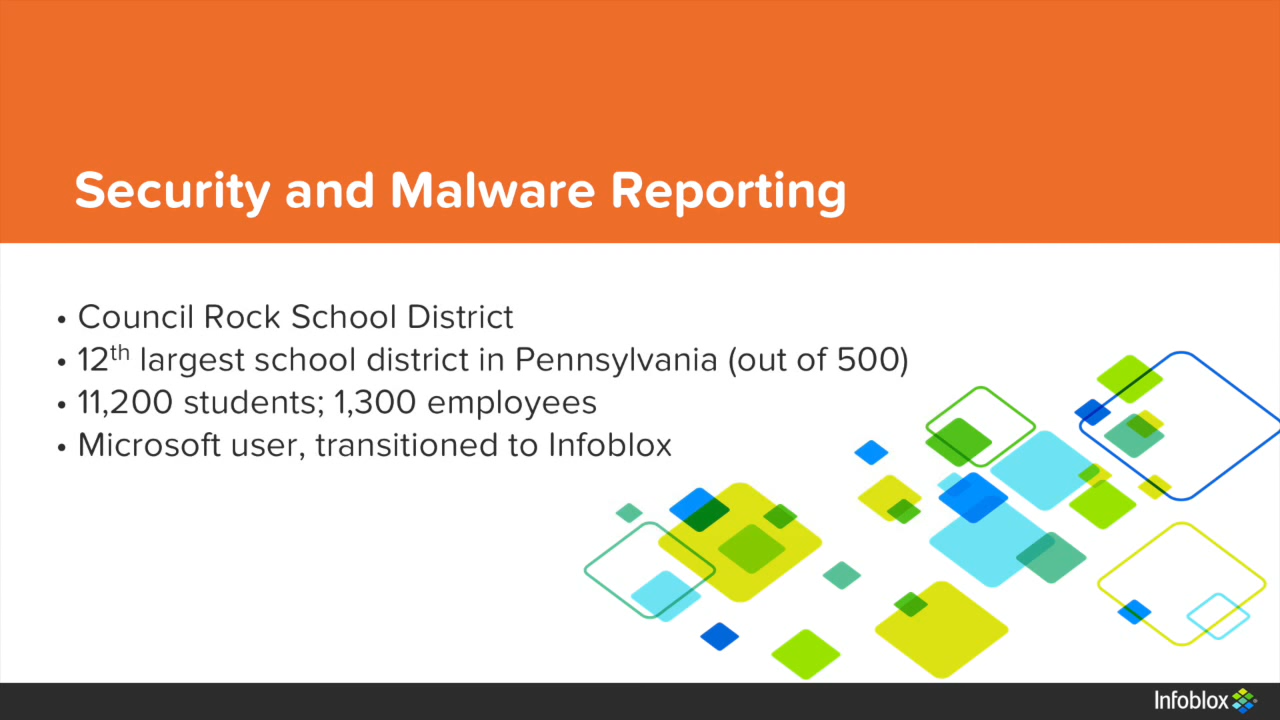 Security and Malware Reporting
• Council Rock School District
• 12th largest school district in Pennsylvania (out of 500)
• 11,200 students; 1,300 employees
• Microsoft user, transitioned to Infoblox
Infoblox